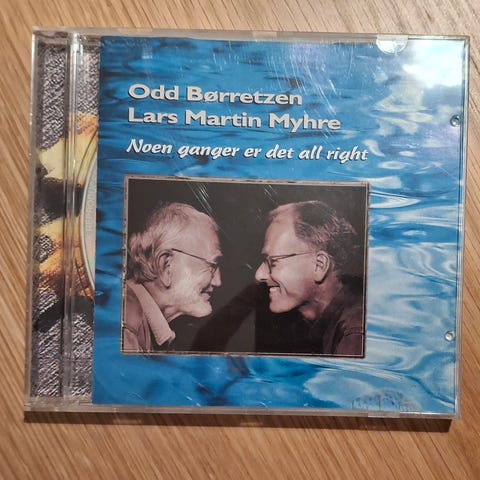 Odd Børretzen
Lars Martin Myhre
Noen ganger er det all right